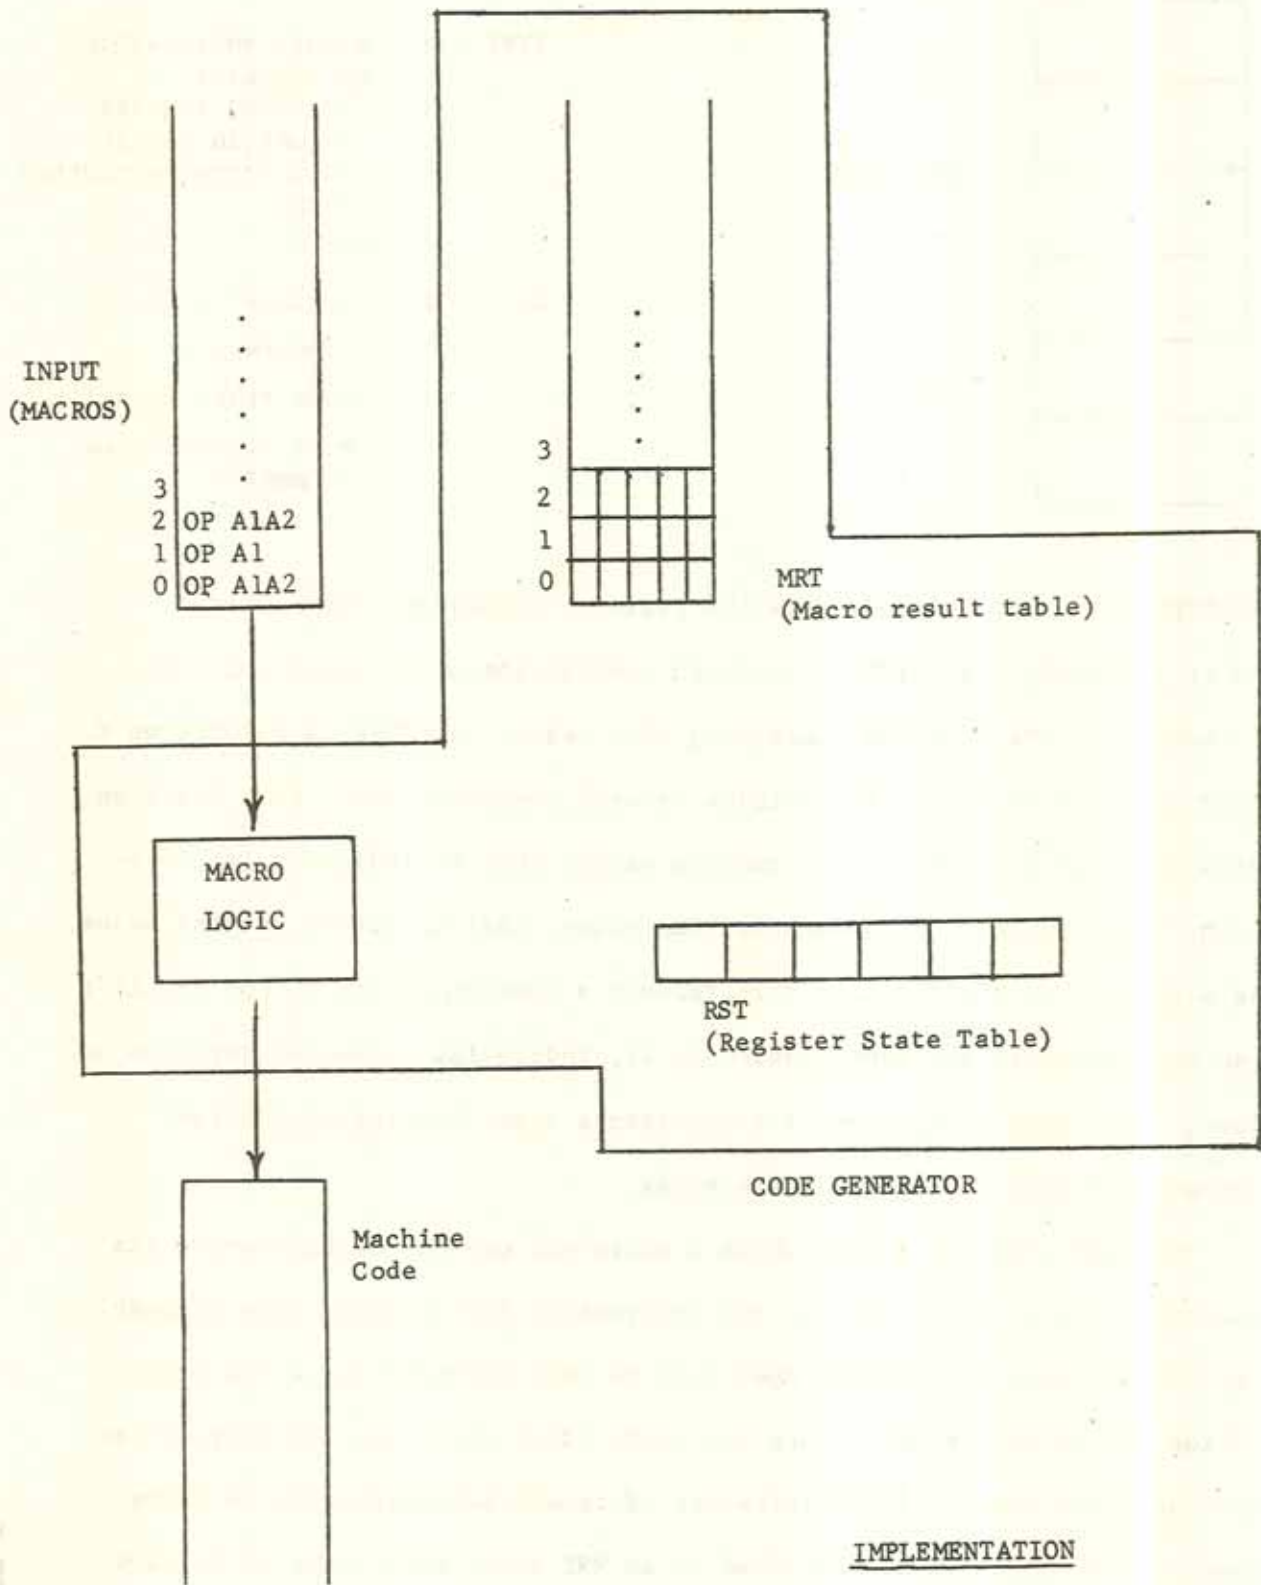 INPUT
(MACROS)
3
2 OP A1A2
1 OP A1
0 OP A1A2
3
2
1
0
MRT
(Macro result table)
MACRO
LOGIC
RST
(Register State Table)
CODE GENERATOR
Machine
Code
IMPLEMENTATION